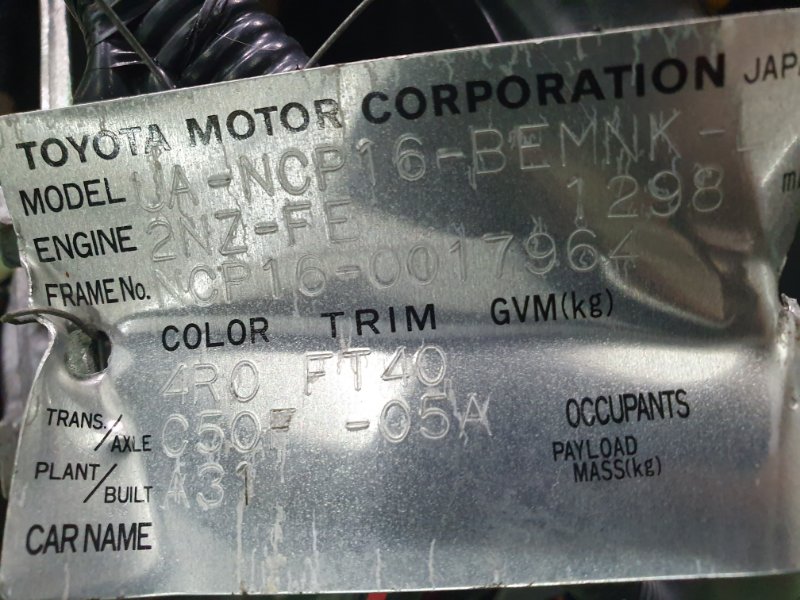 TOYOTA MOTOR CORPORATION JAPA
MODEL UA-NCP16-BEMNK-
ENGINE 2NZ-FE 1298 m
FRAME No. NCP16-0017964
COLOR TRIM GVM(kg)
4R0 FT40
TRANS./AXLE C50F -05A OCCUPANTS
PLANT/BUILT A31 PAYLOAD MASS(kg)
CAR NAME